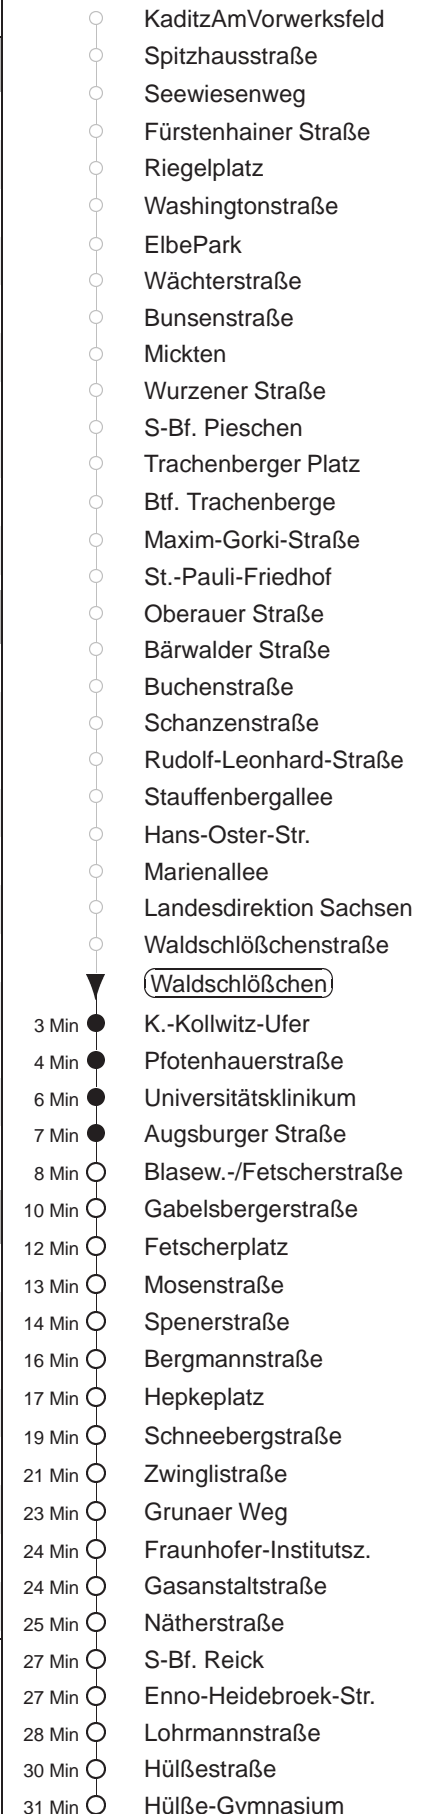 KaditzAmVorwerksfeld
Spitzhausstraße
Seewiesenweg
Fürstenhainer Straße
Riegelplatz
Washingtonstraße
ElbePark
Wächterstraße
Bunsenstraße
Mickten
Wurzener Straße
S-Bf. Pieschen
Trachenberger Platz
Btf. Trachenberge
Maxim-Gorki-Straße
St.-Pauli-Friedhof
Oberauer Straße
Bärwalder Straße
Buchenstraße
Schanzenstraße
Rudolf-Leonhard-Straße
Stauffenbergallee
Hans-Oster-Str.
Marienallee
Landesdirektion Sachsen
Waldschlößchenstraße
Waldschlößchen
3 Min K.-Kollwitz-Ufer
4 Min Pfotenhauerstraße
6 Min Universitätsklinikum
7 Min Augsburger Straße
8 Min Blasew.-/Fetscherstraße
10 Min Gabelsbergerstraße
12 Min Fetscherplatz
13 Min Mosenstraße
14 Min Spenerstraße
16 Min Bergmannstraße
17 Min Hepkeplatz
19 Min Schneebergstraße
21 Min Zwinglistraße
23 Min Grunaer Weg
24 Min Fraunhofer-Institutsz.
24 Min Gasanstaltstraße
25 Min Nätherstraße
27 Min S-Bf. Reick
27 Min Enno-Heidebroek-Str.
28 Min Lohrmannstraße
30 Min Hülßestraße
31 Min Hülße-Gymnasium